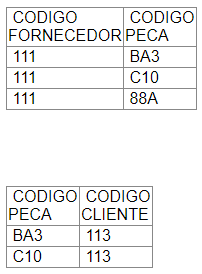 CODIGO FORNECEDOR CODIGO PECA
111 BA3
111 C10
111 88A
CODIGO PECA CODIGO CLIENTE
BA3 113
C10 113